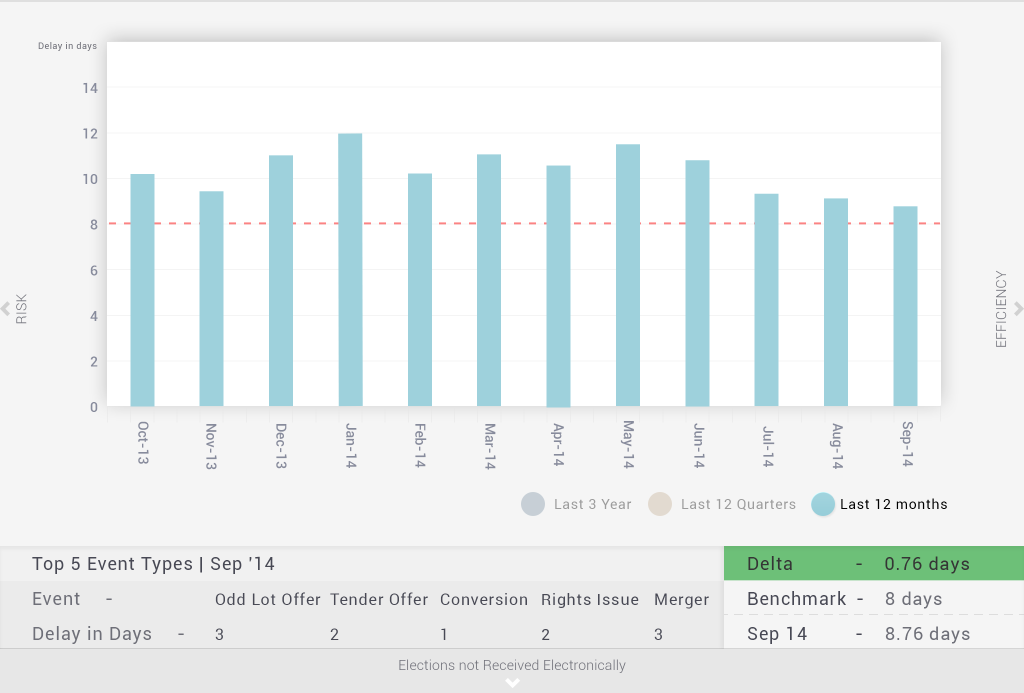 Delay in days
14
12
10
8
6
4
2
0
RISK
EFFICIENCY
Oct-13
Nov-13
Dec-13
Jan-14
Feb-14
Mar-14
Apr-14
May-14
Jun-14
Jul-14
Aug-14
Sep-14
Last 3 Year
Last 12 Quarters
Last 12 months
Top 5 Event Types | Sep '14
Event - Odd Lot Offer Tender Offer Conversion Rights Issue Merger
Delay in Days - 3 2 1 2 3
Delta - 0.76 days
Benchmark - 8 days
Sep 14 - 8.76 days
Elections not Received Electronically